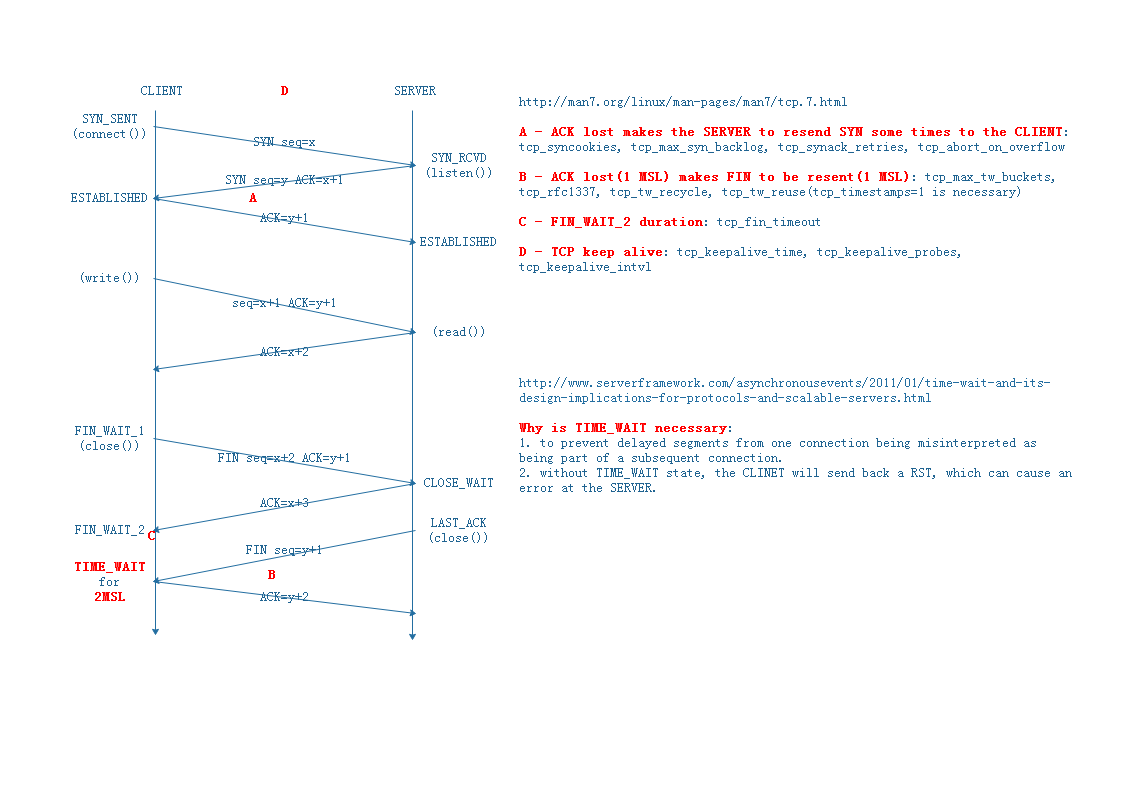 CLIENT
D
SERVER
SYN_SENT
(connect())
SYN seq=x
SYN_RCVD
(listen())
SYN seq=y ACK=x+1
ESTABLISHED
A
ACK=y+1
ESTABLISHED
(write())
seq=x+1 ACK=y+1
(read())
ACK=x+2
FIN_WAIT_1
(close())
FIN seq=x+2 ACK=y+1
CLOSE_WAIT
ACK=x+3
FIN_WAIT_2
C
LAST_ACK
(close())
FIN seq=y+1
TIME_WAIT
for
2MSL
B
ACK=y+2
http://man7.org/linux/man-pages/man7/tcp.7.html
A - ACK lost makes the SERVER to resend SYN some times to the CLIENT:
tcp_syncookies, tcp_max_syn_backlog, tcp_synack_retries, tcp_abort_on_overflow
B - ACK lost(1 MSL) makes FIN to be resent(1 MSL): tcp_max_tw_buckets,
tcp_rfc1337, tcp_tw_recycle, tcp_tw_reuse(tcp_timestamps=1 is necessary)
C - FIN_WAIT_2 duration: tcp_fin_timeout
D - TCP keep alive: tcp_keepalive_time, tcp_keepalive_probes,
tcp_keepalive_intvl
http://www.serverframework.com/asynchronousevents/2011/01/time-wait-and-its-
design-implications-for-protocols-and-scalable-servers.html
Why is TIME_WAIT necessary:
1. to prevent delayed segments from one connection being misinterpreted as
being part of a subsequent connection.
2. without TIME_WAIT state, the CLINET will send back a RST, which can cause an
error at the SERVER.